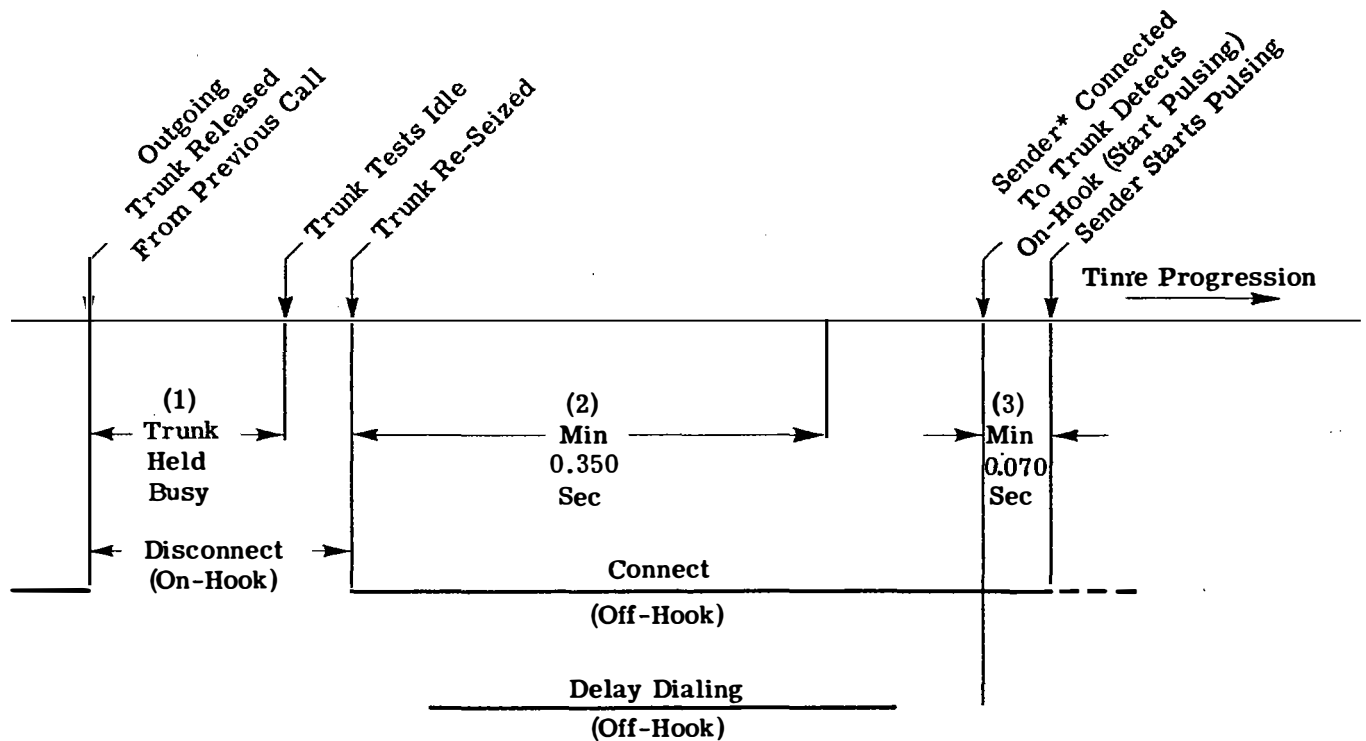 Outgoing
Trunk Released
From Previous Call
Trunk Tests Idle
Trunk Re-Seized
Sender* Connected
To Trunk Detects
On-Hook (Start Pulsing)
Sender Starts Pulsing
Time Progression
(1)
Trunk
Held
Busy
(2)
Min
0.350
Sec
(3)
Min
0.070
Sec
Disconnect
(On-Hook)
Connect
(Off-Hook)
Delay Dialing
(Off-Hook)